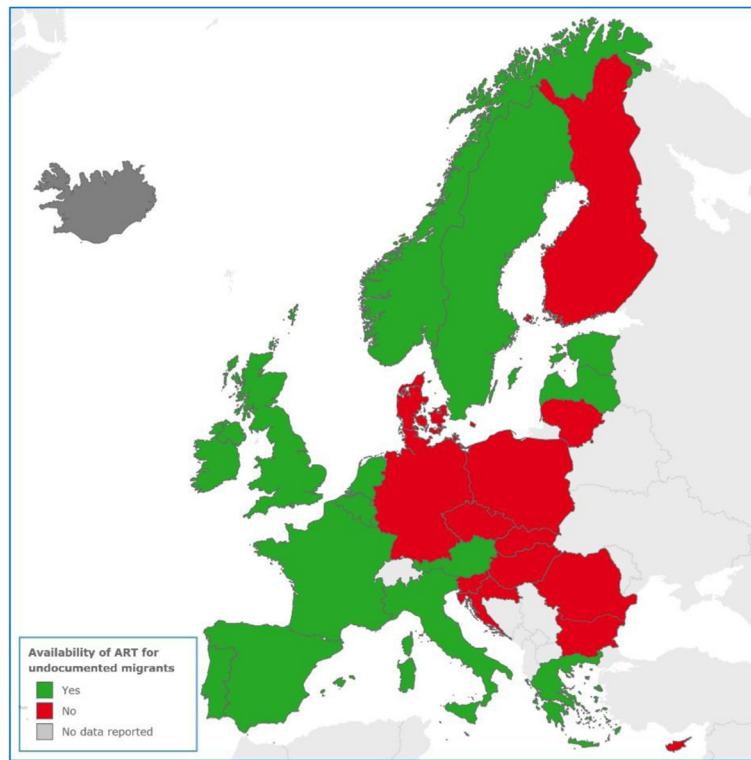 Availability of ART for
undocumented migrants
Yes
No
No data reported